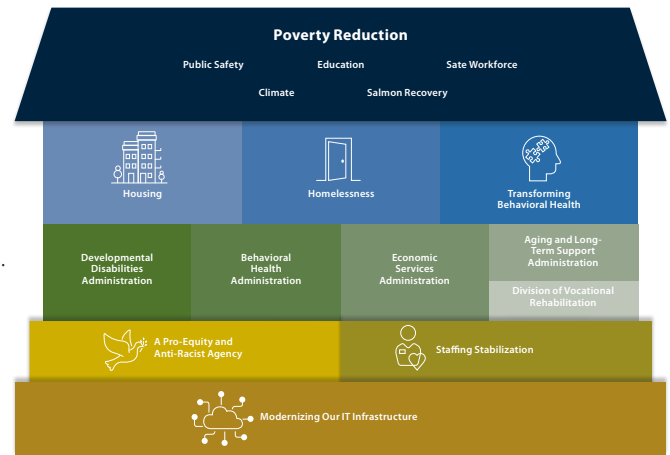 Poverty Reduction
Public Safety
Education
Sate Workforce
Climate
Salmon Recovery
Housing
Homelessness
Transforming
Behavioral Health
Developmental
Disabilities
Administration
Behavioral
Health
Administration
Economic
Services
Administration
Aging and Long-
Term Support
Administration
Division of Vocational
Rehabilitation
.
A Pro-Equity and
Anti-Racist Agency
Staffing Stabilization
Modernizing Our IT Infrastructure